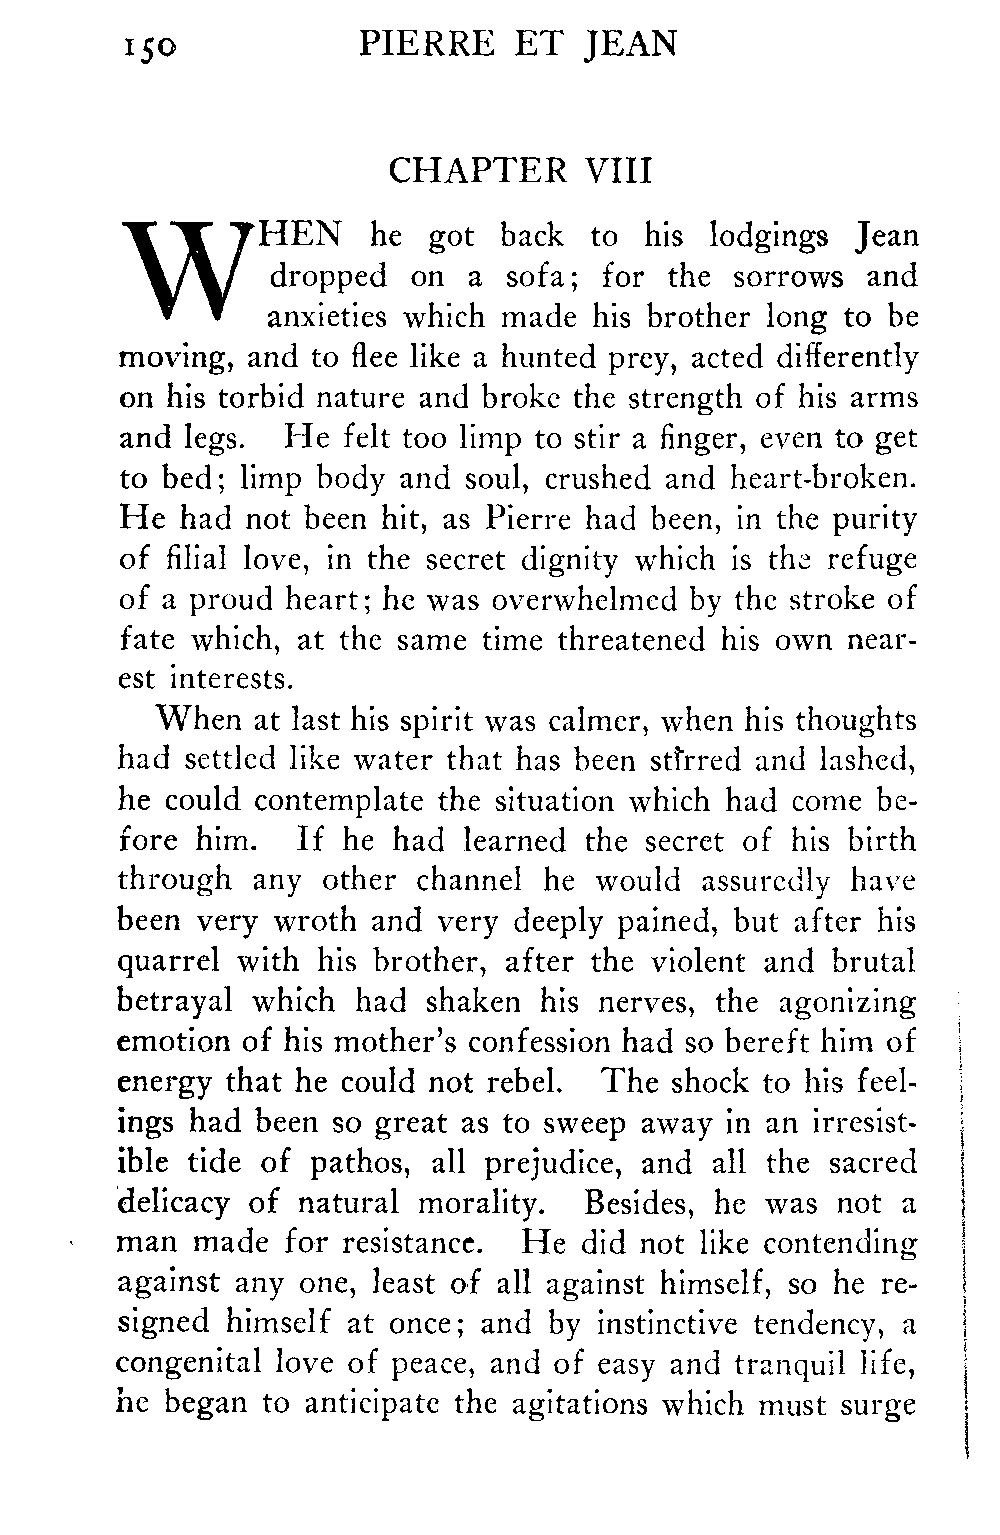 150 PIERRE ET JEAN
CHAPTER VIII
WHEN he got back to his lodgings Jean
dropped on a sofa; for the sorrows and
anxieties which made his brother long to be
moving, and to flee like a hunted prey, acted differently
on his torbid nature and broke the strength of his arms
and legs. He felt too limp to stir a finger, even to get
to bed; limp body and soul, crushed and heart-broken.
He had not been hit, as Pierre had been, in the purity
of filial love, in the secret dignity which is the refuge
of a proud heart; he was overwhelmed by the stroke of
fate which, at the same time threatened his own near-
est interests.
When at last his spirit was calmer, when his thoughts
had settled like water that has been stirred and lashed,
he could contemplate the situation which had come be-
fore him. If he had learned the secret of his birth
through any other channel he would assuredly have
been very wroth and very deeply pained, but after his
quarrel with his brother, after the violent and brutal
betrayal which had shaken his nerves, the agonizing
emotion of his mother's confession had so bereft him of
energy that he could not rebel. The shock to his feel-
ings had been so great as to sweep away in an irresist-
ible tide of pathos, all prejudice, and all the sacred
delicacy of natural morality. Besides, he was not a
man made for resistance. He did not like contending
against any one, least of all against himself, so he re-
signed himself at once; and by instinctive tendency, a
congenital love of peace, and of easy and tranquil life,
he began to anticipate the agitations which must surge